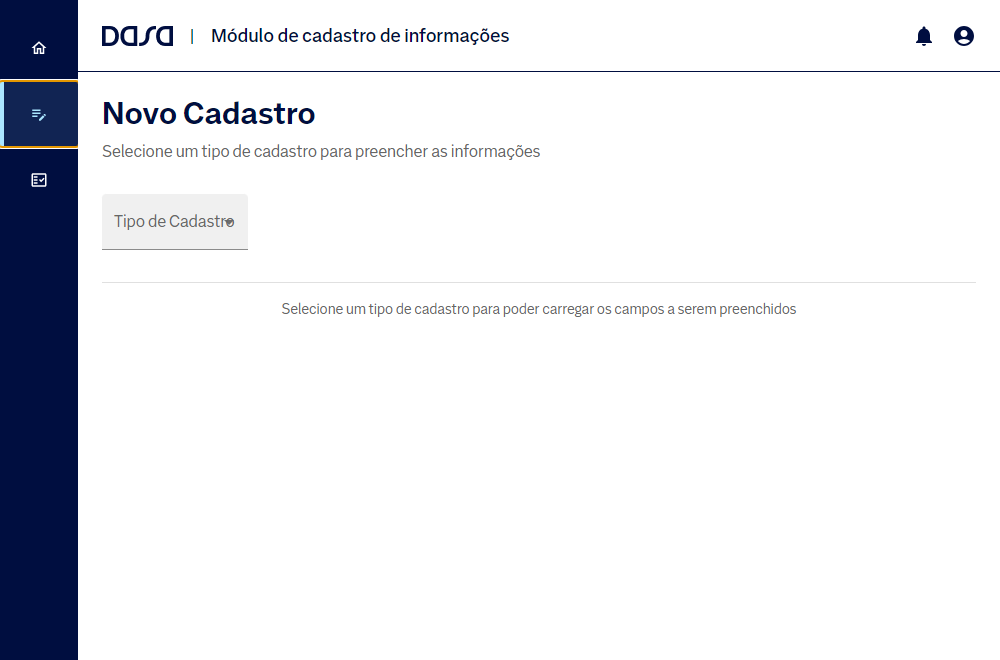 Dasa | Módulo de cadastro de informações
Novo Cadastro
Selecione um tipo de cadastro para preencher as informações
Tipo de Cadastro
Selecione um tipo de cadastro para poder carregar os campos a serem preenchidos